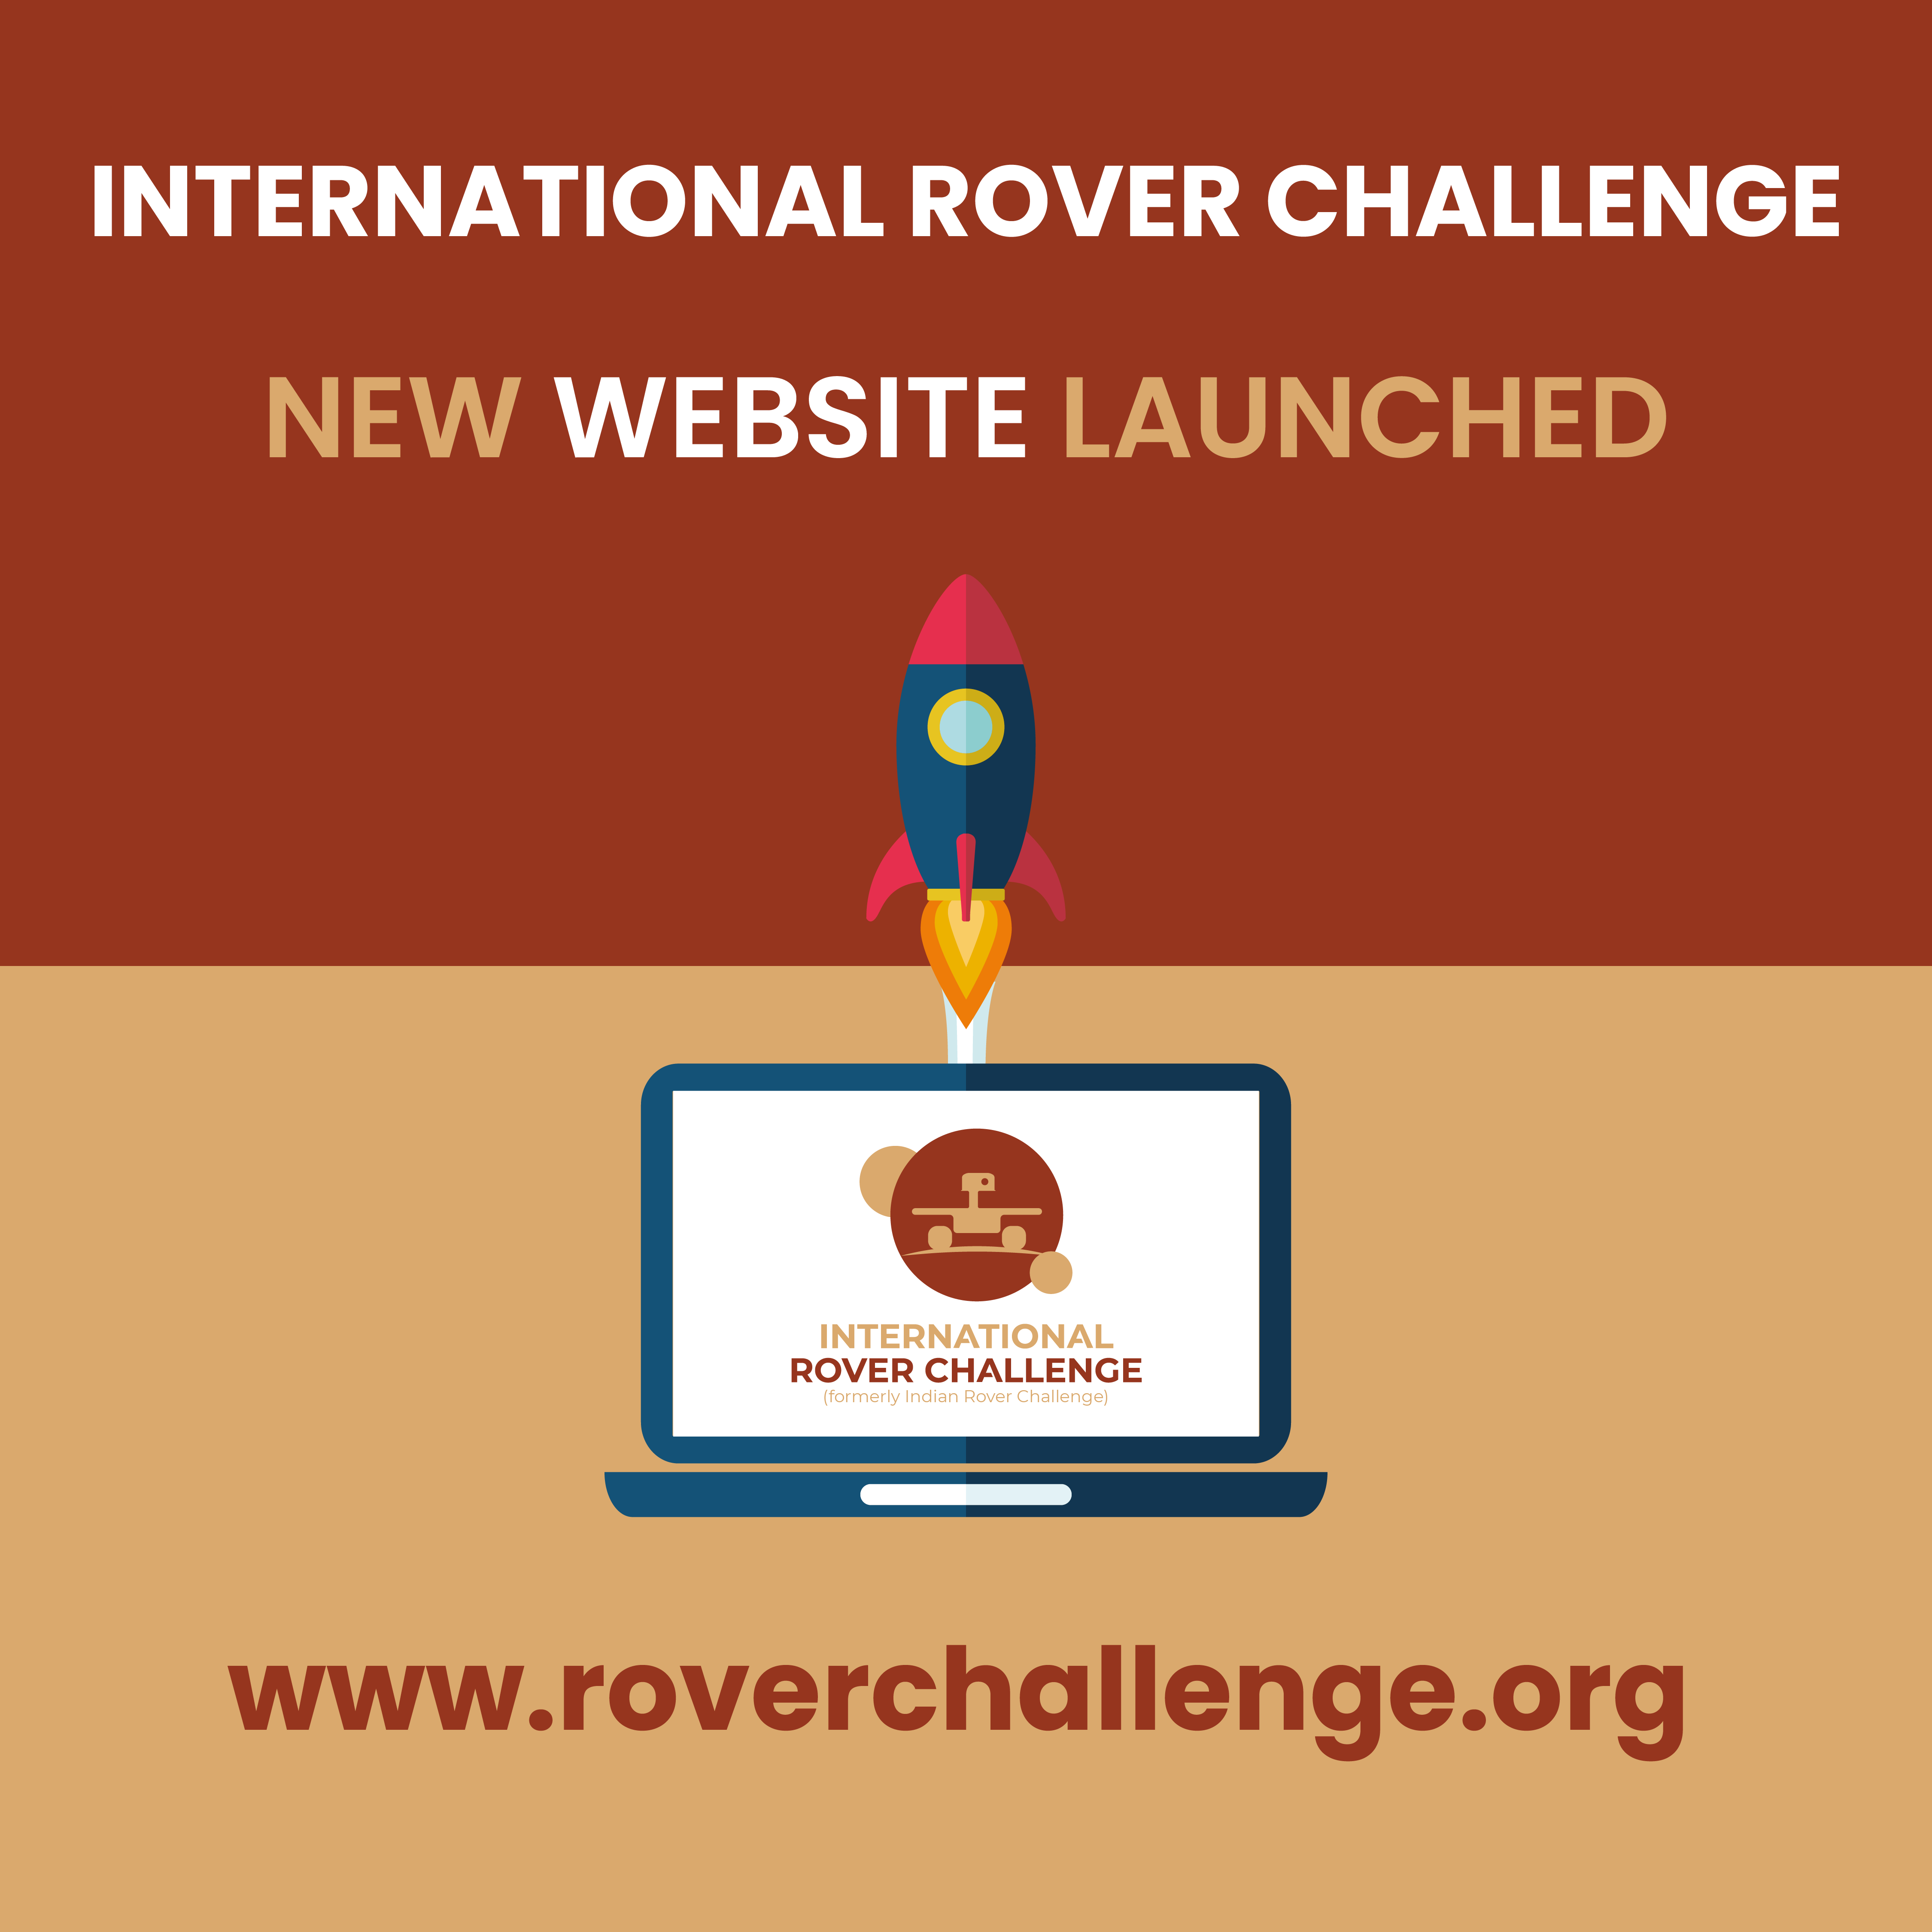 INTERNATIONAL ROVER CHALLENGE
NEW WEBSITE LAUNCHED
INTERNATIONAL
ROVER CHALLENGE
(formerly Indian Rover Challenge)
www.roverchallenge.org